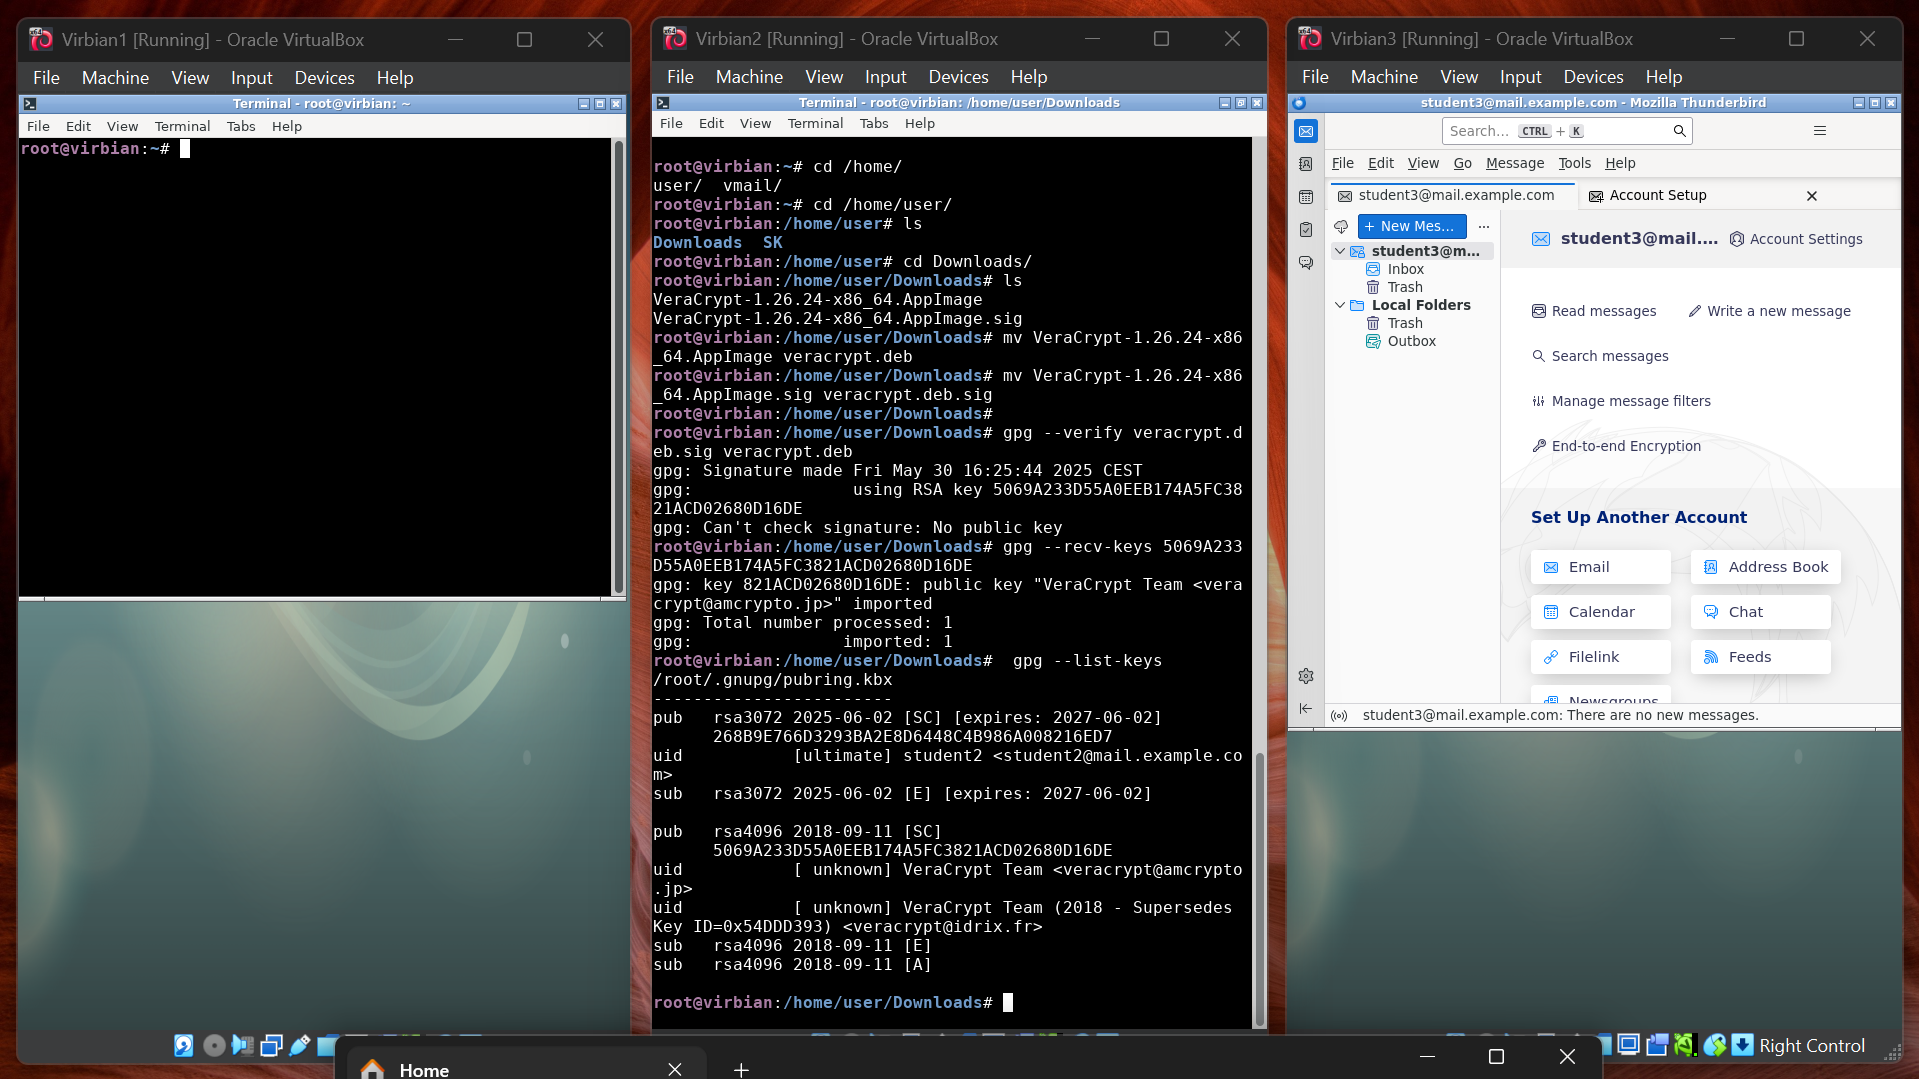 Virbian1 [Running] - Oracle VirtualBox
File Machine View Input Devices Help
Terminal - root@virbian: ~
File Edit View Terminal Tabs Help
root@virbian:~#
Virbian2 [Running] - Oracle VirtualBox
File Machine View Input Devices Help
Terminal - root@virbian: /home/user/Downloads
File Edit View Terminal Tabs Help
root@virbian:~# cd /home/
user/  vmail/
root@virbian:~# cd /home/user/
root@virbian:/home/user# ls
Downloads  SK
root@virbian:/home/user# cd Downloads/
root@virbian:/home/user/Downloads# ls
VeraCrypt-1.26.24-x86_64.AppImage
VeraCrypt-1.26.24-x86_64.AppImage.sig
root@virbian:/home/user/Downloads# mv VeraCrypt-1.26.24-x86
_64.AppImage veracrypt.deb
root@virbian:/home/user/Downloads# mv VeraCrypt-1.26.24-x86
_64.AppImage.sig veracrypt.deb.sig
root@virbian:/home/user/Downloads#
root@virbian:/home/user/Downloads# gpg --verify veracrypt.d
eb.sig veracrypt.deb
gpg: Signature made Fri May 30 16:25:44 2025 CEST
gpg:                using RSA key 5069A233D55A0EEB174A5FC38
21ACD02680D16DE
gpg: Can't check signature: No public key
root@virbian:/home/user/Downloads# gpg --recv-keys 5069A233
D55A0EEB174A5FC3821ACD02680D16DE
gpg: key 821ACD02680D16DE: public key "VeraCrypt Team <vera
crypt@amcrypto.jp>" imported
gpg: Total number processed: 1
gpg:               imported: 1
root@virbian:/home/user/Downloads#  gpg --list-keys
/root/.gnupg/pubring.kbx
------------------------
pub   rsa3072 2025-06-02 [SC] [expires: 2027-06-02]
      268B9E766D3293BA2E8D6448C4B986A008216ED7
uid           [ultimate] student2 <student2@mail.example.co
m>
sub   rsa3072 2025-06-02 [E] [expires: 2027-06-02]
pub   rsa4096 2018-09-11 [SC]
      5069A233D55A0EEB174A5FC3821ACD02680D16DE
uid           [ unknown] VeraCrypt Team <veracrypt@amcrypto
.jp>
uid           [ unknown] VeraCrypt Team (2018 - Supersedes
Key ID=0x54DDD393) <veracrypt@idrix.fr>
sub   rsa4096 2018-09-11 [E]
sub   rsa4096 2018-09-11 [A]
root@virbian:/home/user/Downloads#
Virbian3 [Running] - Oracle VirtualBox
File Machine View Input Devices Help
student3@mail.example.com - Mozilla Thunderbird
Search... CTRL + K
File Edit View Go Message Tools Help
student3@mail.example.com Account Setup
+ New Mes... ···
student3@m...
Inbox
Trash
Local Folders
Trash
Outbox
student3@mail.... Account Settings
Read messages Write a new message
Search messages
Manage message filters
End-to-end Encryption
Set Up Another Account
Email Address Book
Calendar Chat
Filelink Feeds
Newsgroups
student3@mail.example.com: There are no new messages.
Right Control
Home